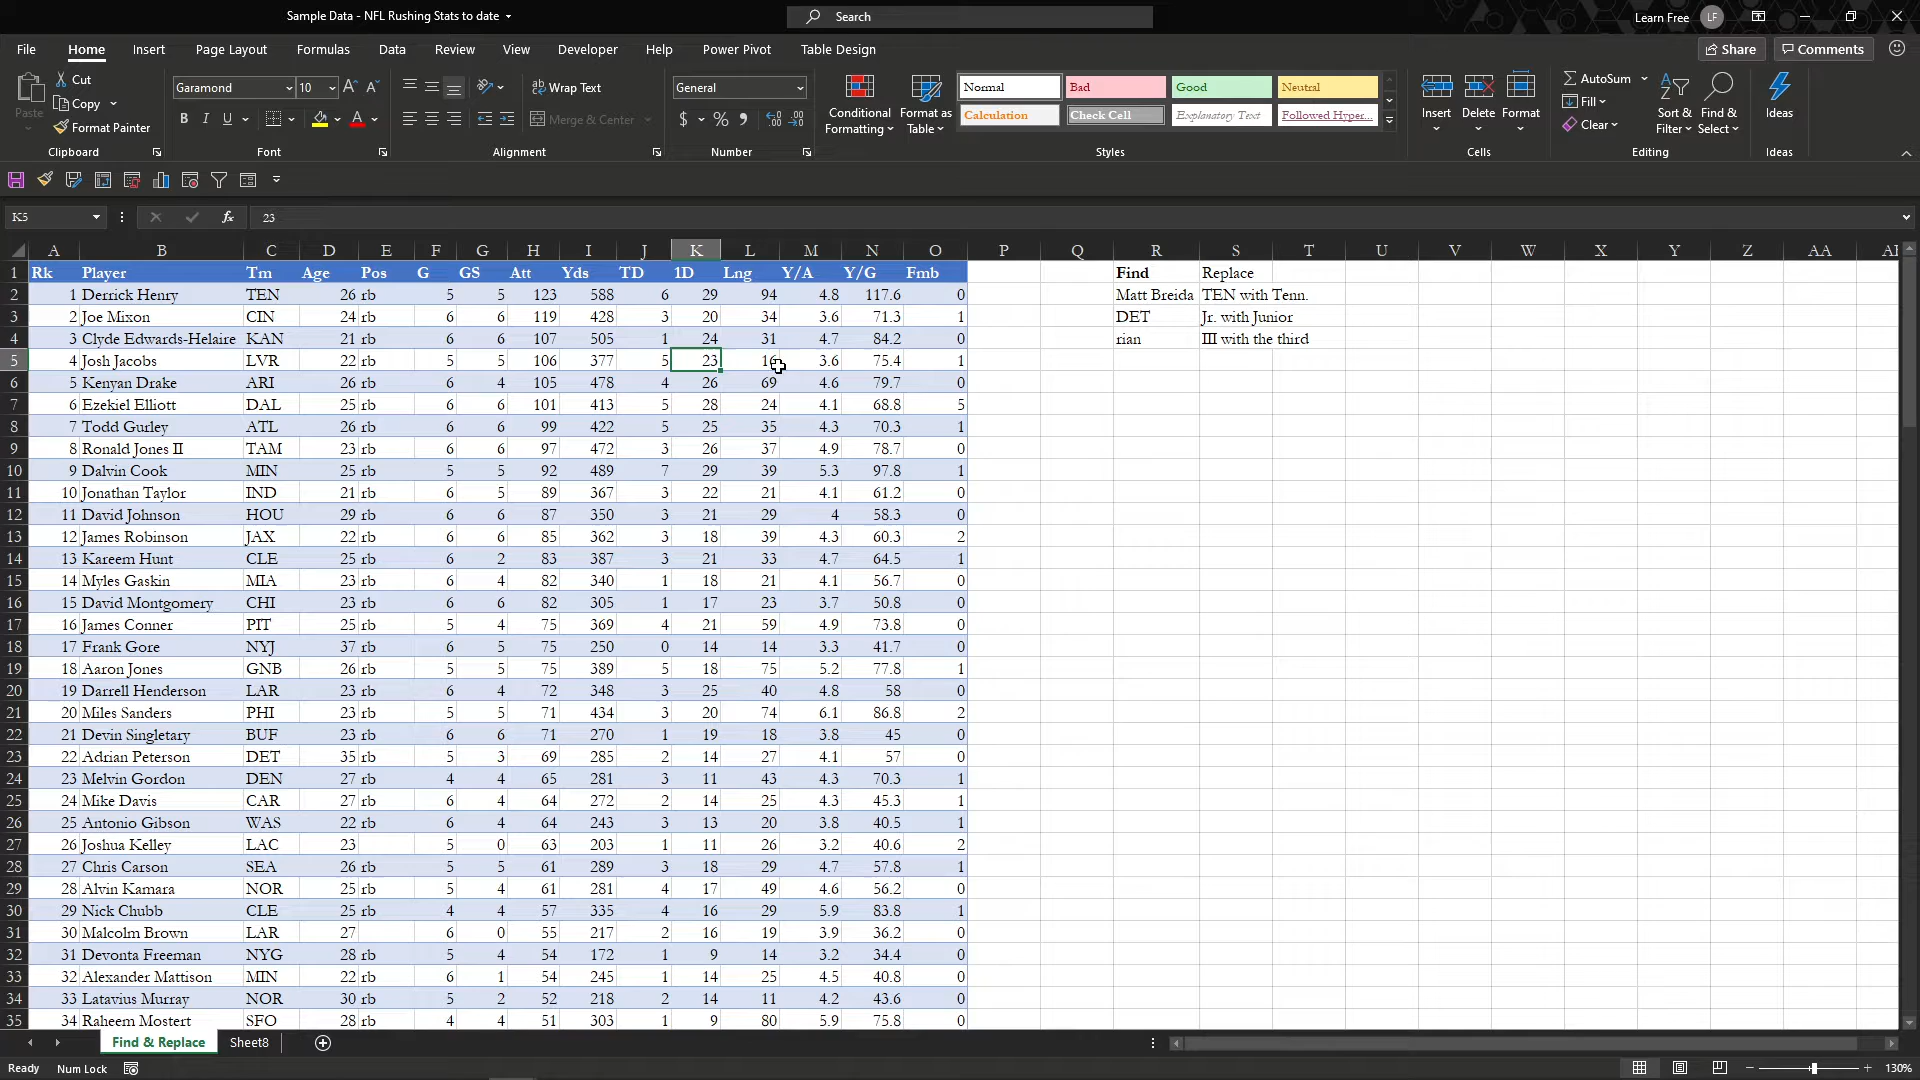 Sample Data - NFL Rushing Stats to date
Search
Learn Free LF
File Home Insert Page Layout Formulas Data Review View Developer Help Power Pivot Table Design Share Comments
Paste Cut Copy Format Painter Clipboard
Garamond 10 B I U A Font
Wrap Text Merge & Center Alignment
General $ % Number
Conditional Formatting Format as Table
Normal Bad Good Neutral
Calculation Check Cell Explanatory Text Followed Hyper...
Styles
Insert Delete Format Cells
AutoSum Fill Clear Sort & Filter Find & Select Editing
Ideas Ideas
K5 fx 23
A B C D E F G H I J K L M N O P Q R S T U V W X Y Z AA
1 Rk Player Tm Age Pos G GS Att Yds TD 1D Lng Y/A Y/G Fmb Find Replace
2 1 Derrick Henry TEN 26 rb 5 5 123 588 6 29 94 4.8 117.6 0 Matt Breida TEN with Tenn.
3 2 Joe Mixon CIN 24 rb 6 6 119 428 3 20 34 3.6 71.3 1 DET Jr. with Junior
4 3 Clyde Edwards-Helaire KAN 21 rb 6 6 107 505 1 24 31 4.7 84.2 0 rian III with the third
5 4 Josh Jacobs LVR 22 rb 5 5 106 377 5 23 16 3.6 75.4 1
6 5 Kenyan Drake ARI 26 rb 6 4 105 478 4 26 69 4.6 79.7 0
7 6 Ezekiel Elliott DAL 25 rb 6 6 101 413 5 28 24 4.1 68.8 5
8 7 Todd Gurley ATL 26 rb 6 6 99 422 5 25 35 4.3 70.3 1
9 8 Ronald Jones II TAM 23 rb 6 6 97 472 3 26 37 4.9 78.7 0
10 9 Dalvin Cook MIN 25 rb 5 5 92 489 7 29 39 5.3 97.8 1
11 10 Jonathan Taylor IND 21 rb 6 5 89 367 3 22 21 4.1 61.2 0
12 11 David Johnson HOU 29 rb 6 6 87 350 3 21 29 4 58.3 0
13 12 James Robinson JAX 22 rb 6 6 85 362 3 18 39 4.3 60.3 2
14 13 Kareem Hunt CLE 25 rb 6 2 83 387 3 21 33 4.7 64.5 1
15 14 Myles Gaskin MIA 23 rb 6 4 82 340 1 18 21 4.1 56.7 0
16 15 David Montgomery CHI 23 rb 6 6 82 305 1 17 23 3.7 50.8 0
17 16 James Conner PIT 25 rb 5 4 75 369 4 21 59 4.9 73.8 0
18 17 Frank Gore NYJ 37 rb 6 5 75 250 0 14 14 3.3 41.7 0
19 18 Aaron Jones GNB 26 rb 5 5 75 389 5 18 75 5.2 77.8 1
20 19 Darrell Henderson LAR 23 rb 6 4 72 348 3 25 40 4.8 58 0
21 20 Miles Sanders PHI 23 rb 5 5 71 434 3 20 74 6.1 86.8 2
22 21 Devin Singletary BUF 23 rb 6 6 71 270 1 19 18 3.8 45 0
23 22 Adrian Peterson DET 35 rb 5 3 69 285 2 14 27 4.1 57 0
24 23 Melvin Gordon DEN 27 rb 4 4 65 281 3 11 43 4.3 70.3 1
25 24 Mike Davis CAR 27 rb 6 4 64 272 2 14 25 4.3 45.3 1
26 25 Antonio Gibson WAS 22 rb 6 4 64 243 3 13 20 3.8 40.5 1
27 26 Joshua Kelley LAC 23 5 0 63 203 1 11 26 3.2 40.6 2
28 27 Chris Carson SEA 26 rb 5 5 61 289 3 18 29 4.7 57.8 1
29 28 Alvin Kamara NOR 25 rb 5 4 61 281 4 17 49 4.6 56.2 0
30 29 Nick Chubb CLE 25 rb 4 4 57 335 4 16 29 5.9 83.8 1
31 30 Malcolm Brown LAR 27 6 0 55 217 2 16 19 3.9 36.2 0
32 31 Devonta Freeman NYG 28 rb 5 4 54 172 1 9 14 3.2 34.4 0
33 32 Alexander Mattison MIN 22 rb 6 1 54 245 1 14 25 4.5 40.8 0
34 33 Latavius Murray NOR 30 rb 5 2 52 218 2 14 11 4.2 43.6 0
35 34 Raheem Mostert SFO 28 rb 4 4 51 303 1 9 80 5.9 75.8 0
Find & Replace Sheet8
Ready Num Lock 130%